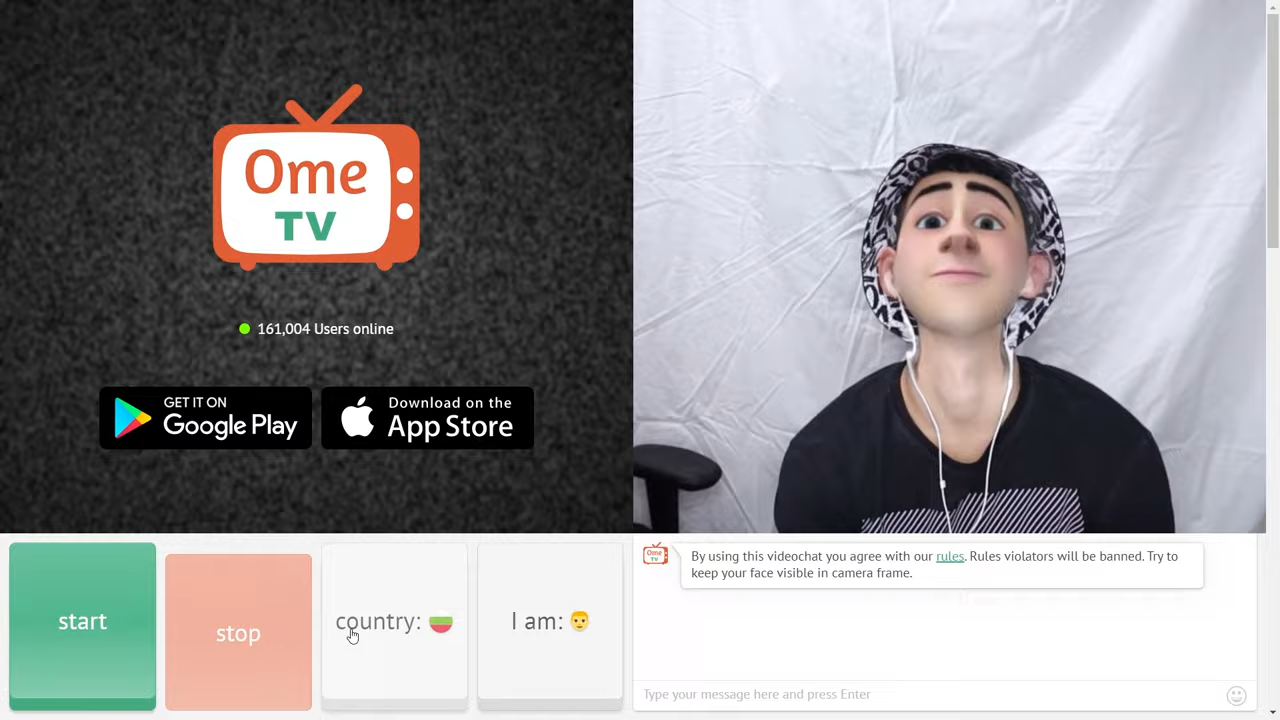 Ome
TV
161,004 Users online
GET IT ON
Google Play
Download on the
App Store
start
stop
country:
I am:
Ome
TV
By using this videochat you agree with our rules. Rules violators will be banned. Try to
keep your face visible in camera frame.
Type your message here and press Enter